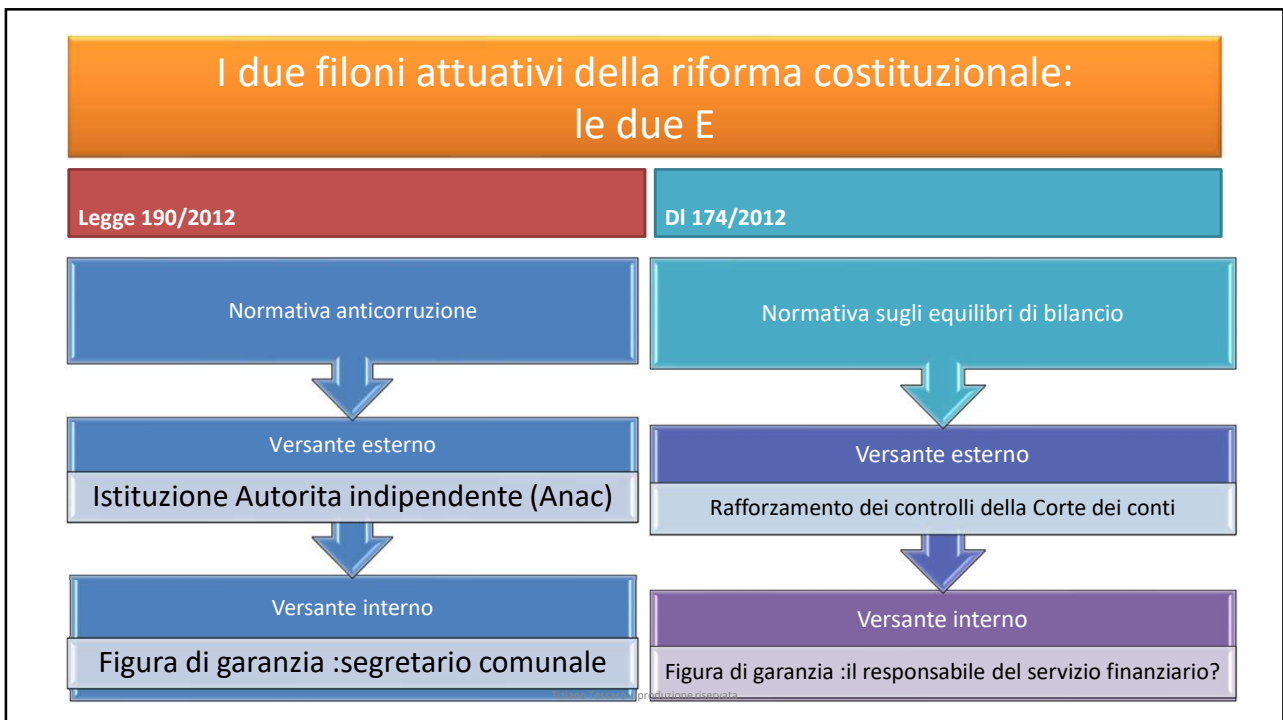 I due filoni attuativi della riforma costituzionale:
le due E
Legge 190/2012
Normativa anticorruzione
Versante esterno
Istituzione Autorita indipendente (Anac)
Versante interno
Figura di garanzia :segretario comunale
Dl 174/2012
Normativa sugli equilibri di bilancio
Versante esterno
Rafforzamento dei controlli della Corte dei conti
Versante interno
Figura di garanzia :il responsabile del servizio finanziario?
produzione riservata